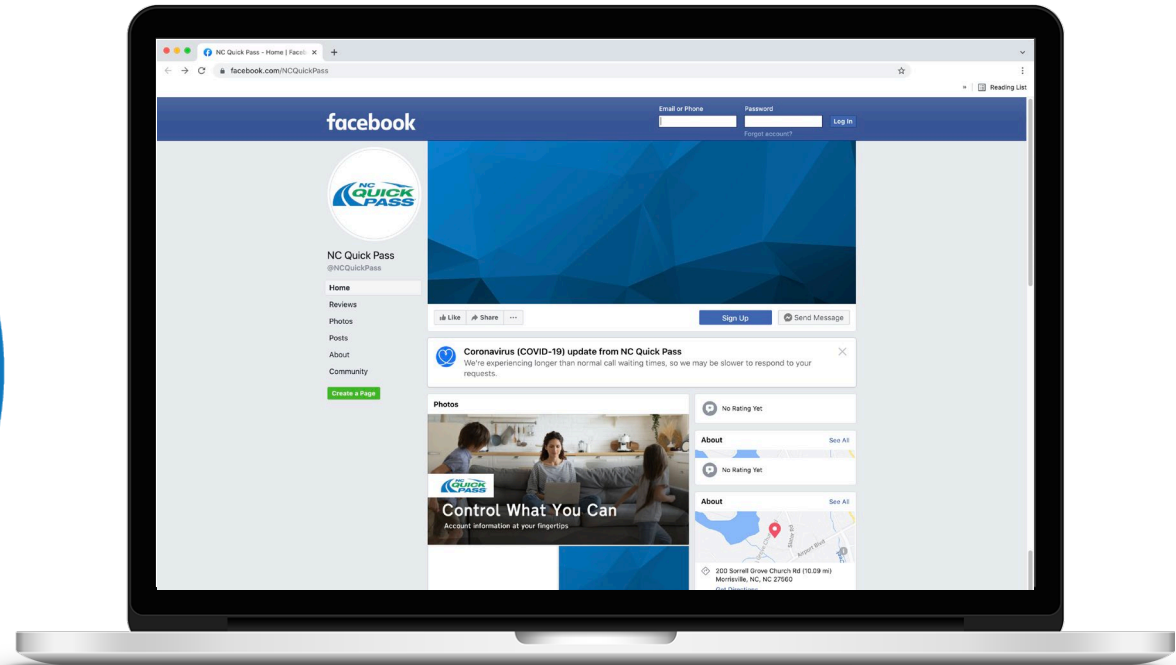 NC Quick Pass - Home | Faceb
facebook.com/NCQuickPass
» Reading List
facebook
Email or Phone
Password
Log In
Forgot account?
NC
QUICK
PASS
NC Quick Pass
@NCQuickPass
Home
Reviews
Photos
Posts
About
Community
Create a Page
Like Share ...
Sign Up
Send Message
Coronavirus (COVID-19) update from NC Quick Pass
We're experiencing longer than normal call waiting times, so we may be slower to respond to your
requests.
Photos
NC
QUICK
PASS
Control What You Can
Account information at your fingertips
No Rating Yet
About See All
No Rating Yet
About See All
Airport Blvd
200 Sorrell Grove Church Rd (10.09 mi)
Morrisville, NC, NC 27560
Get Directions